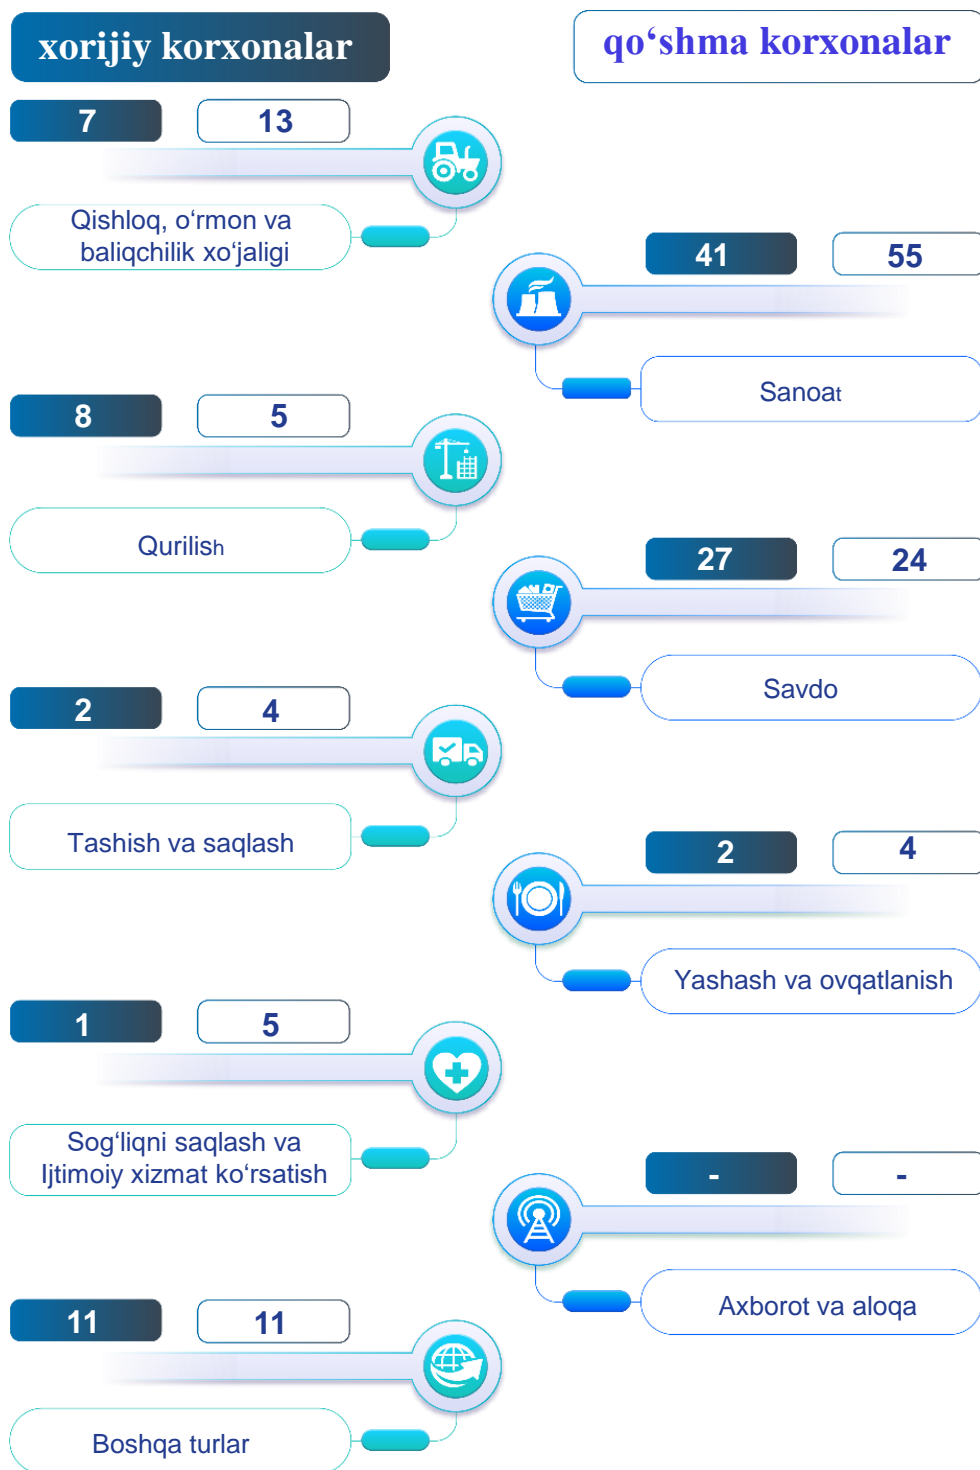 xorijiy korxonalar
qo‘shma korxonalar
7
13
Qishloq, o‘rmon va
baliqchilik xo‘jaligi
41
55
Sanoat
8
5
Qurilish
27
24
Savdo
2
4
Tashish va saqlash
2
4
Yashash va ovqatlanish
1
5
Sog‘liqni saqlash va
Ijtimoiy xizmat ko‘rsatish
-
-
Axborot va aloqa
11
11
Boshqa turlar